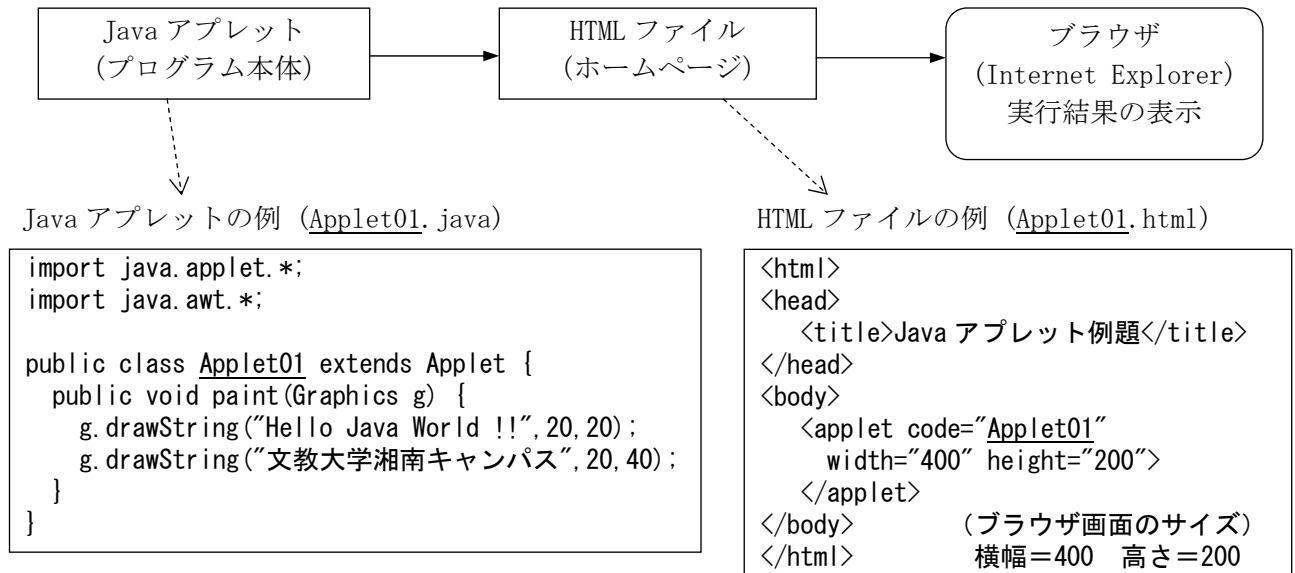 Java アプレット
(プログラム本体)
HTML ファイル
(ホームページ)
ブラウザ
(Internet Explorer)
実行結果の表示
Java アプレットの例 (Applet01.java)
import java.applet.*;
import java.awt.*;
public class Applet01 extends Applet {
public void paint(Graphics g) {
g.drawString("Hello Java World !!",20,20);
g.drawString("文教大学湘南キャンパス",20,40);
}
}
HTML ファイルの例 (Applet01.html)
<html>
<head>
<title>Java アプレット例題</title>
</head>
<body>
<applet code="Applet01"
width="400" height="200">
</applet>
</body> (ブラウザ画面のサイズ)
</html> 横幅=400 高さ=200